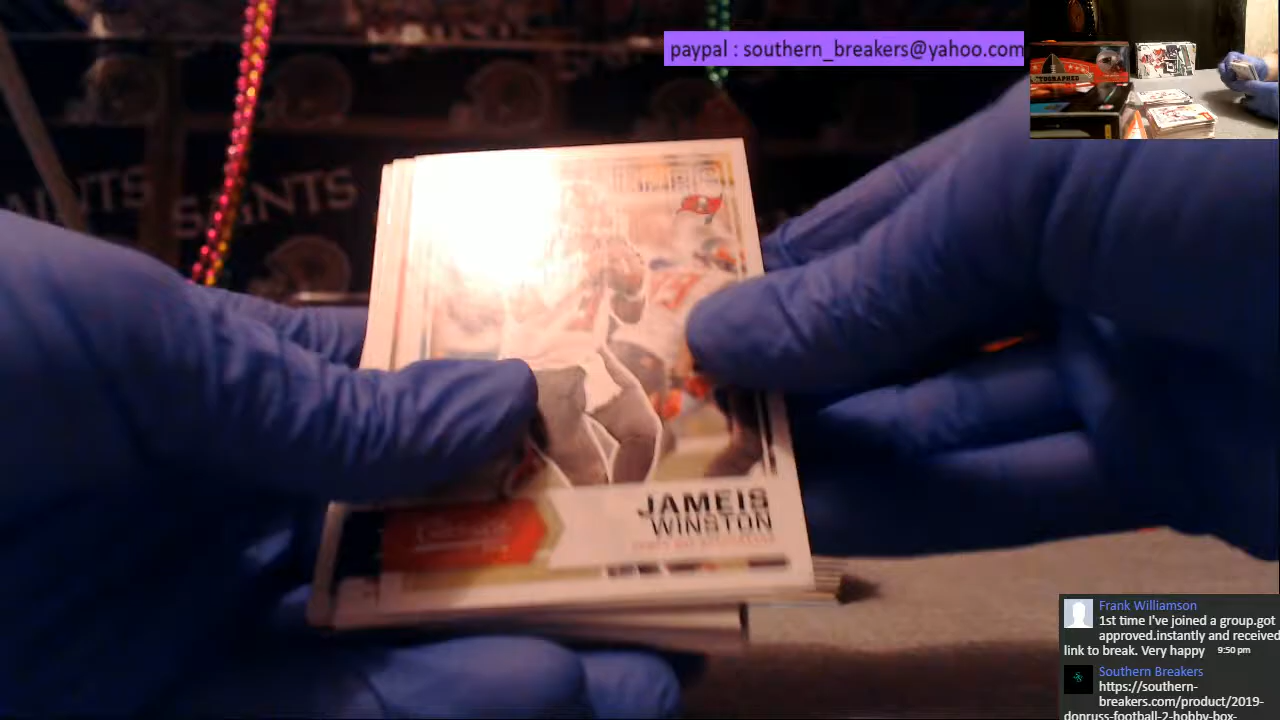 paypal : southern_breakers@yahoo.com
SAINTS
JAMEIS
WINSTON
Frank Williamson
1st time I've joined a group.got
approved.instantly and received
link to break. Very happy 9:50 pm
Southern Breakers
https://southern-
breakers.com/product/2019-
donruss-football-2-hobby-box-